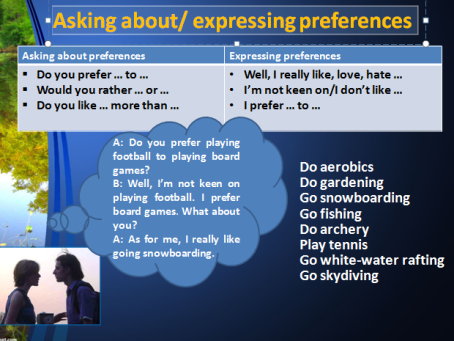 Asking about/ expressing preferences
Asking about preferences
Expressing preferences
▪ Do you prefer ... to ...
▪ Would you rather ... or ...
▪ Do you like ... more than ...
• Well, I really like, love, hate ...
• I'm not keen on/I don't like ...
• I prefer ... to ...
A: Do you prefer playing
football to playing board
games?
B: Well, I'm not keen on
playing football. I prefer
board games. What about
you?
A: As for me, I really like
going snowboarding.
Do aerobics
Do gardening
Go snowboarding
Go fishing
Do archery
Play tennis
Go white-water rafting
Go skydiving